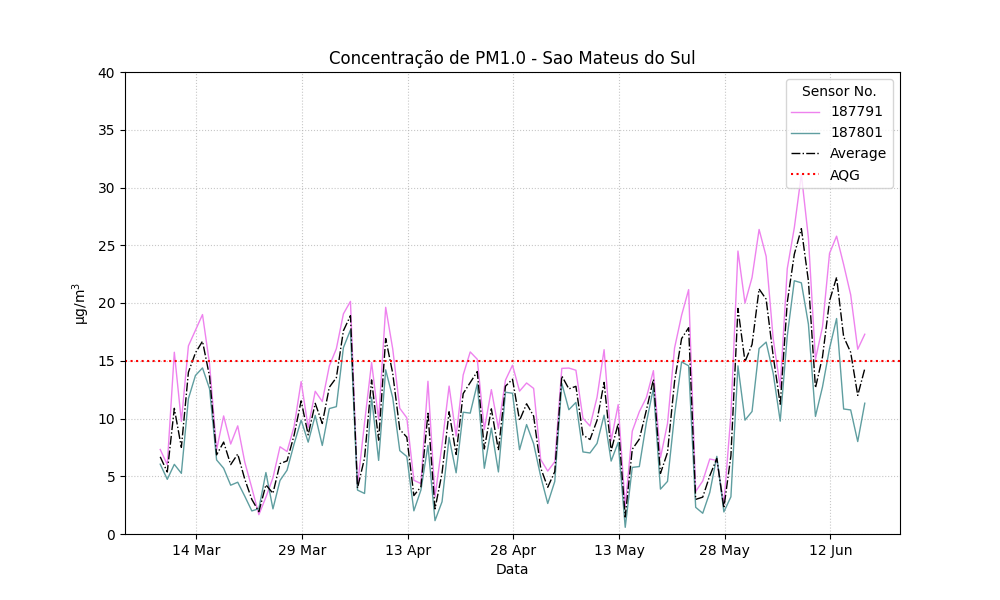 Concentração de PM1.0 - Sao Mateus do Sul
Sensor No.
187791
187801
Average
AQG
40
35
30
25
20
15
10
5
0
µg/m³
14 Mar
29 Mar
13 Apr
28 Apr
13 May
28 May
12 Jun
Data